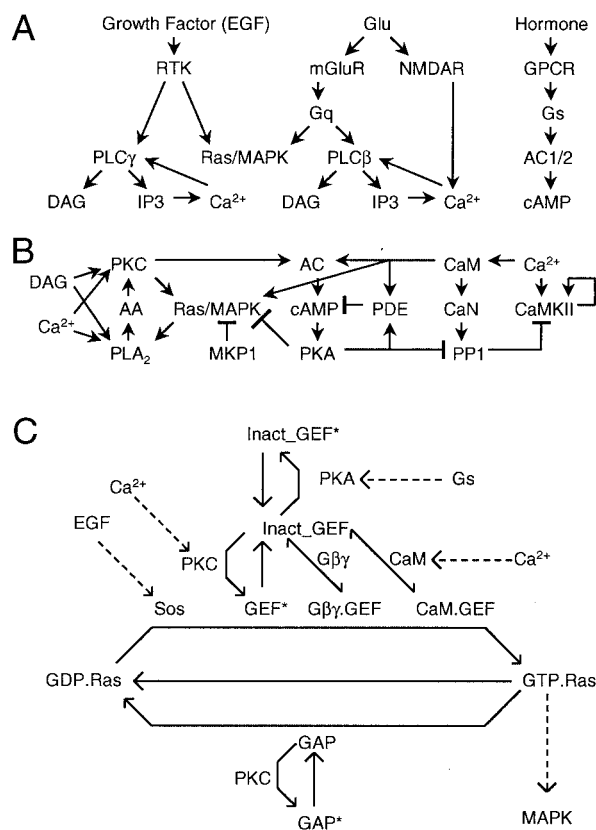 A
Growth Factor (EGF) Glu Hormone
RTK mGluR NMDAR GPCR
Gq Gs
PLCγ Ras/MAPK PLCβ AC1/2
DAG IP3 Ca²⁺ DAG IP3 Ca²⁺ cAMP
B
PKC AC CaM Ca²⁺
DAG
AA Ras/MAPK cAMP PDE CaN CaMKII
Ca²⁺
PLA₂ MKP1 PKA PP1
C
Inact_GEF*
PKA Gs
Ca²⁺
EGF Inact_GEF
PKC Gβγ CaM Ca²⁺
Sos GEF* Gβγ.GEF CaM.GEF
GDP.Ras GTP.Ras
GAP
PKC
GAP* MAPK